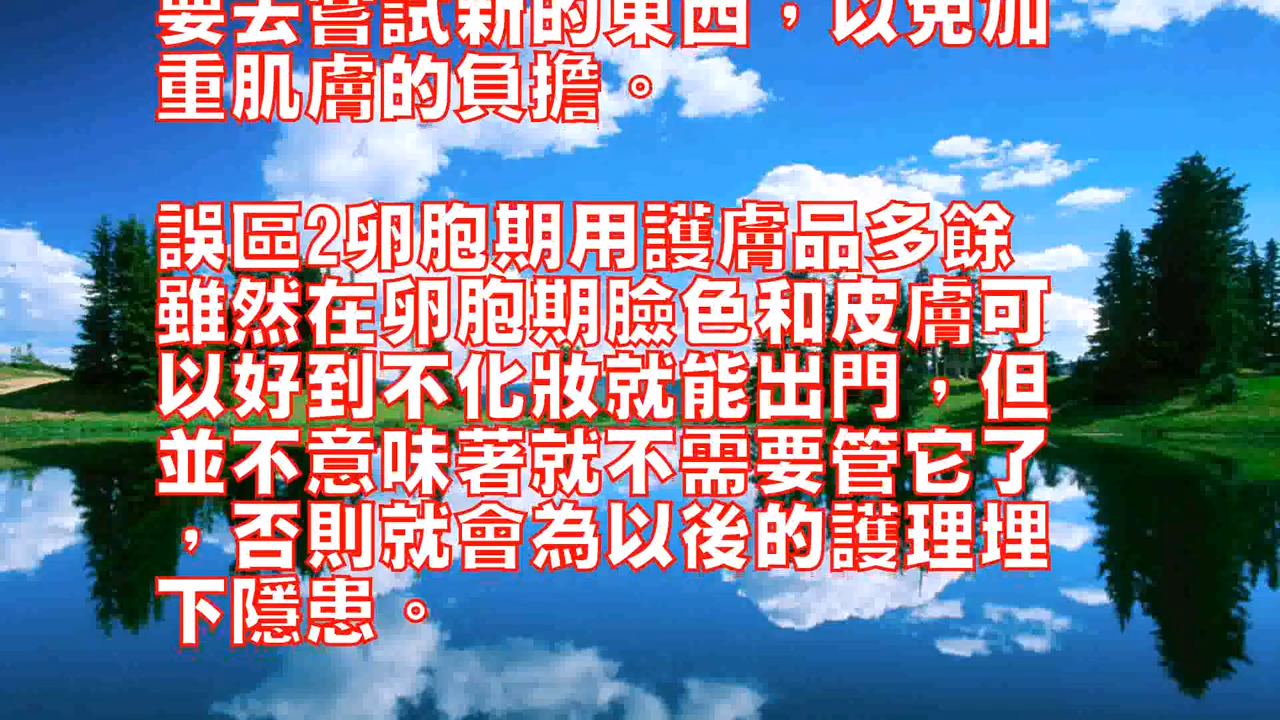 要去嘗試新的東西，以免加
重肌膚的負擔。
誤區2卵胞期用護膚品多餘
雖然在卵胞期臉色和皮膚可
以好到不化妝就能出門，但
並不意味著就不需要管它了
，否則就會為以後的護理埋
下隱患。